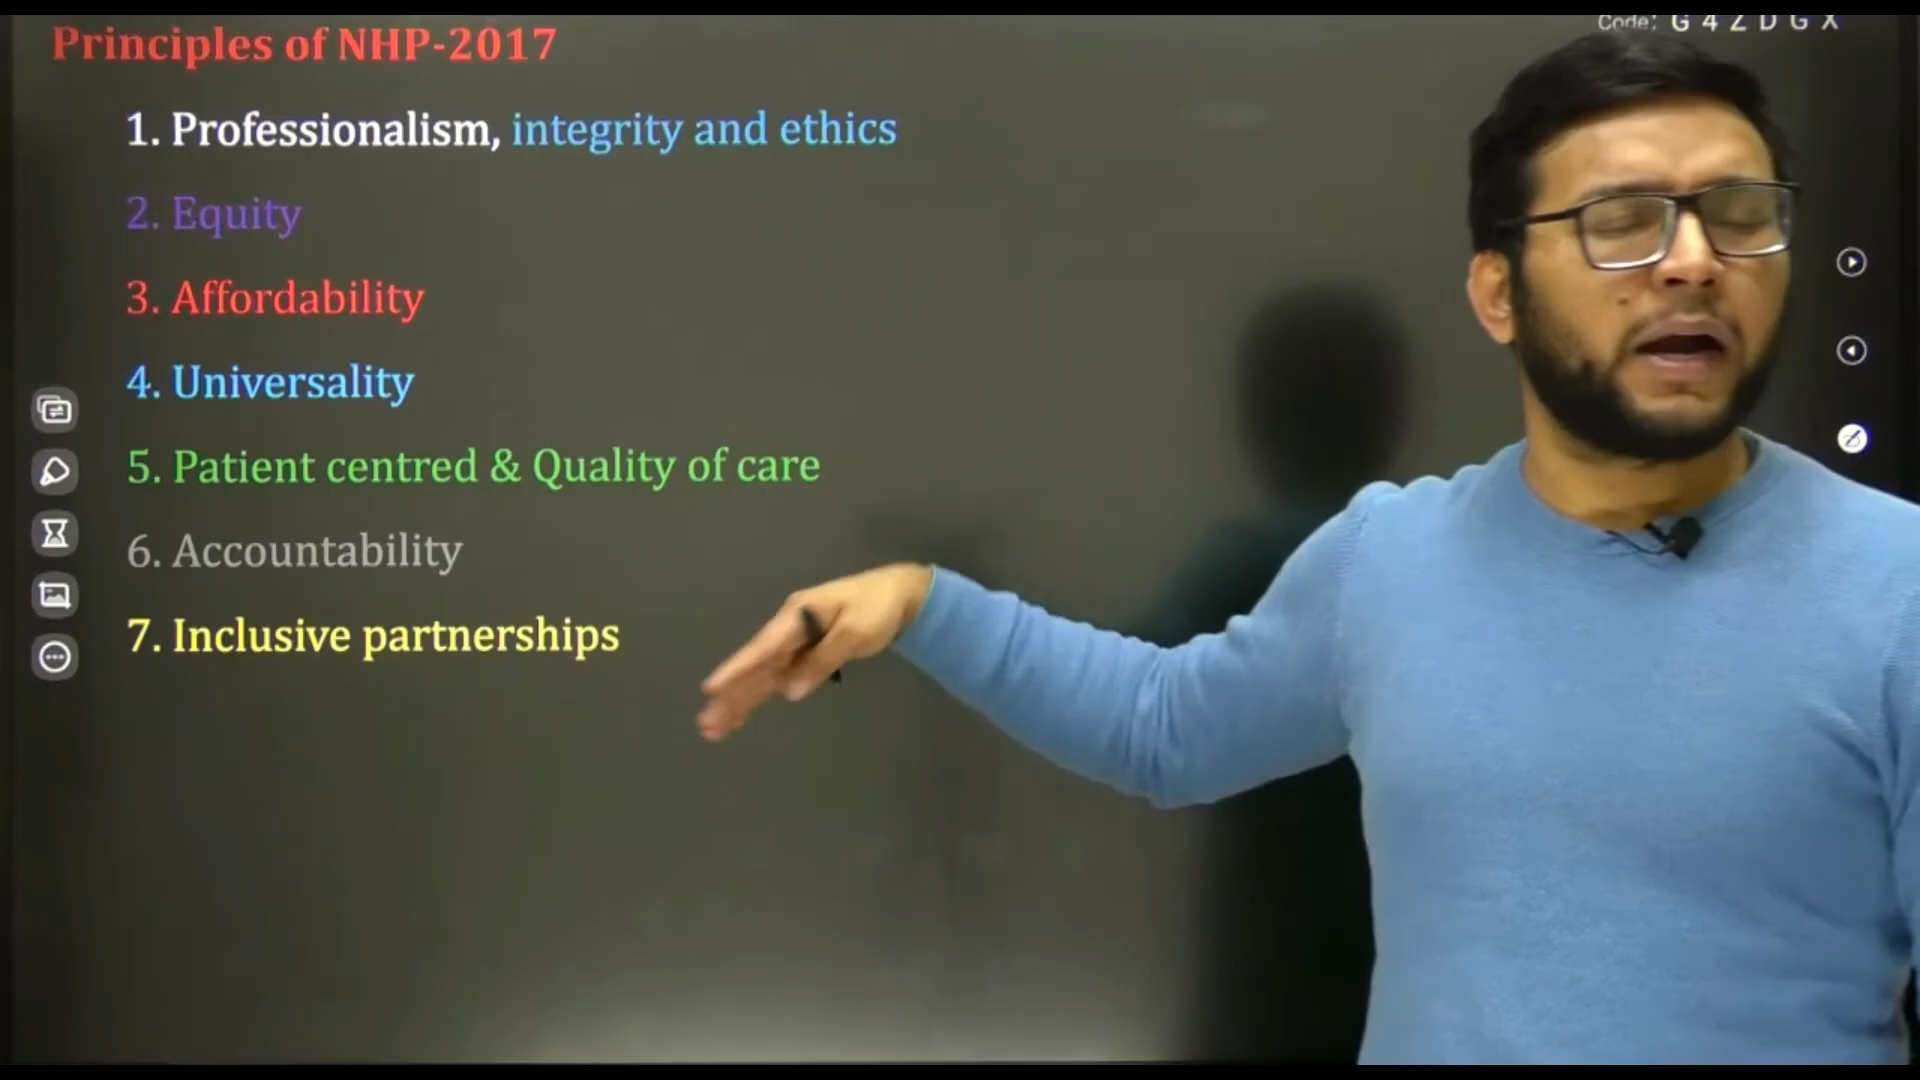 Code: G 4 Z D G X
Principles of NHP-2017
1. Professionalism, integrity and ethics
2. Equity
3. Affordability
4. Universality
5. Patient centred & Quality of care
6. Accountability
7. Inclusive partnerships